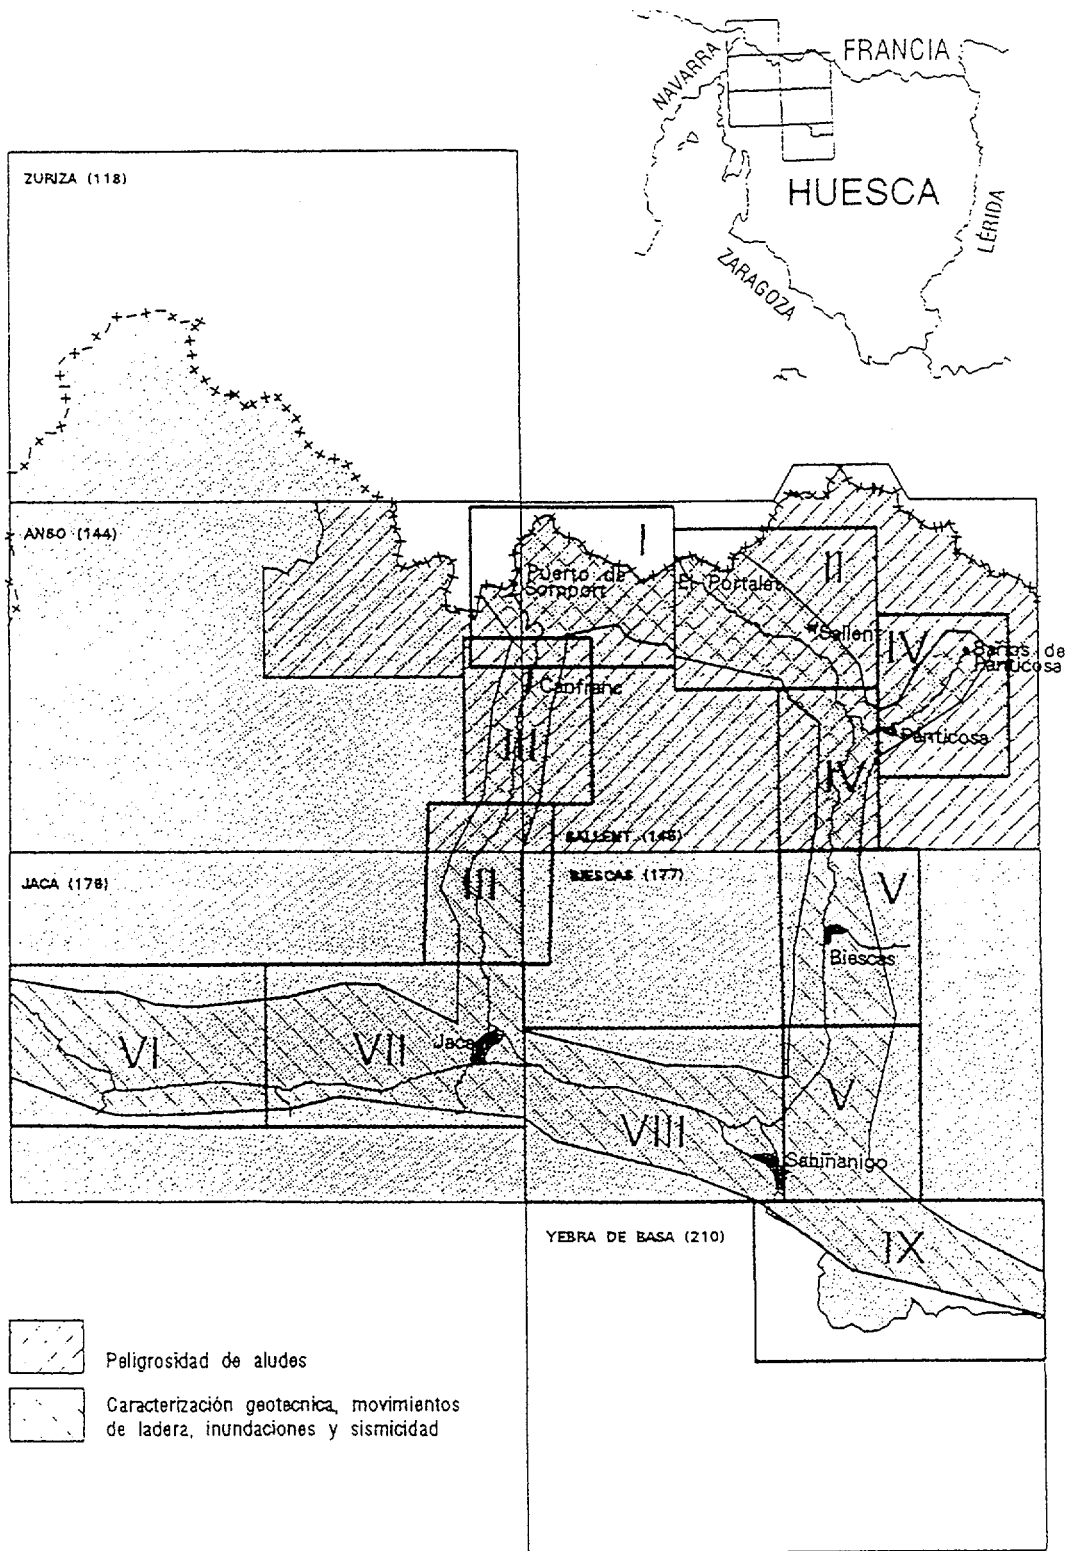 FRANCIA
NAVARRA
HUESCA
LÉRIDA
ZARAGOZA
ZURIZA (118)
ANSO (144)
I
II
Puerto de
Somport
El Portalet
Sallent
IV
Baños de
Panticosa
Canfranc
Panticosa
III
IV
SALLENT (145)
JACA (176)
BIESCAS (177)
III
V
Biescas
VI
VII
Jaca
V
VIII
Sabiñanigo
YEBRA DE BASA (210)
IX
Peligrosidad de aludes
Caracterización geotecnica, movimientos
de ladera, inundaciones y sismicidad